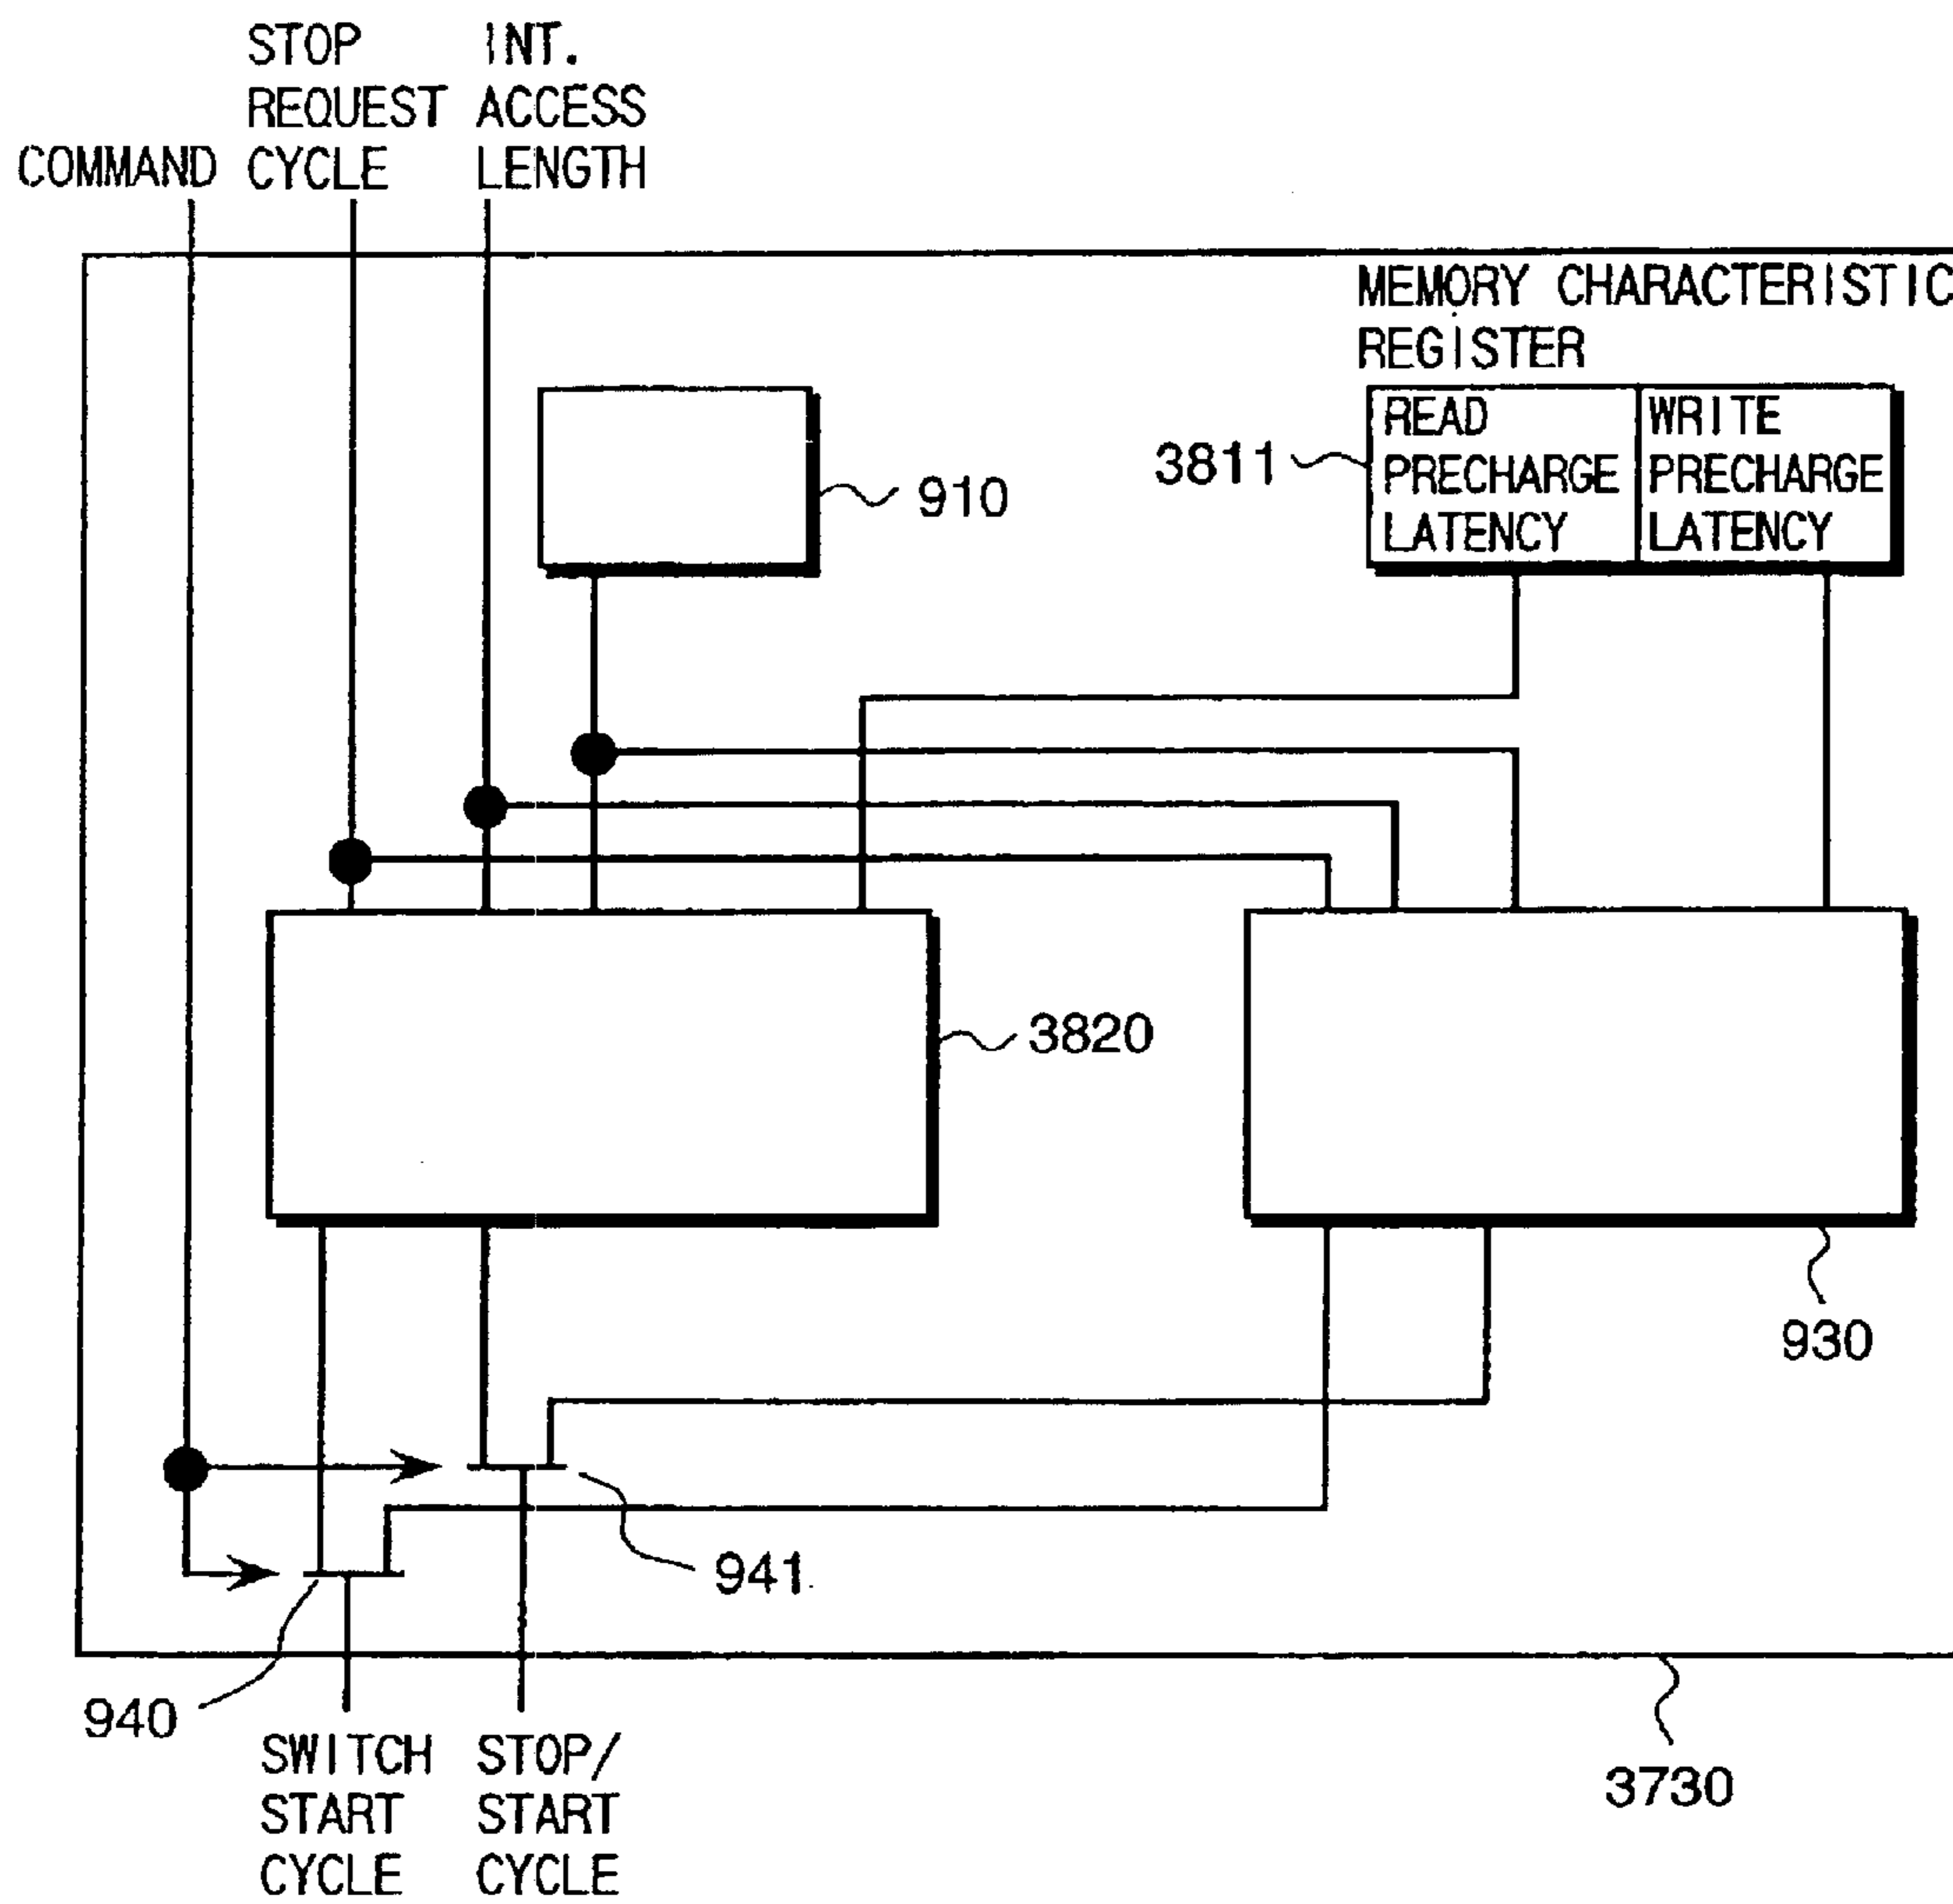 STOP
REQUEST
CYCLE
INT.
ACCESS
LENGTH
COMMAND
MEMORY CHARACTERISTIC
REGISTER
READ
PRECHARGE
LATENCY
WRITE
PRECHARGE
LATENCY
3811
910
3820
930
941
940
SWITCH
START
CYCLE
STOP/
START
CYCLE
3730